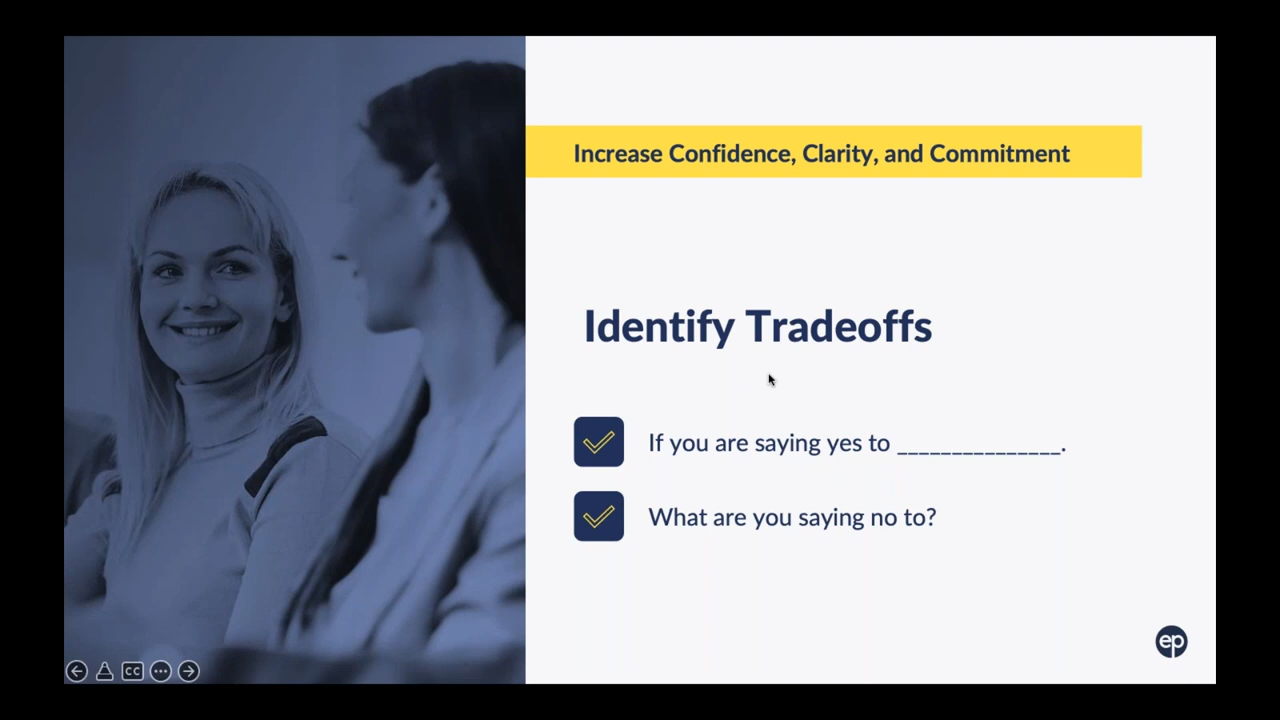 Increase Confidence, Clarity, and Commitment
Identify Tradeoffs
If you are saying yes to _______________.
What are you saying no to?
CC
ep